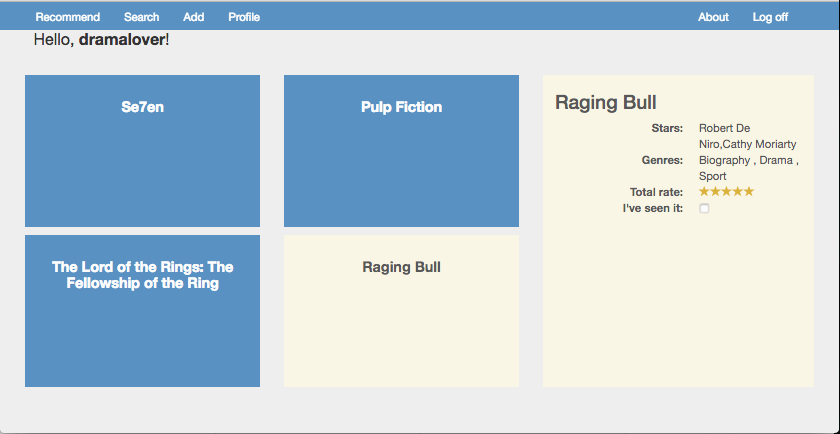 Recommend Search Add Profile About Log off
Hello, dramalover!
Se7en
Pulp Fiction
The Lord of the Rings: The
Fellowship of the Ring
Raging Bull
Raging Bull
Stars: Robert De
Niro,Cathy Moriarty
Genres: Biography , Drama ,
Sport
Total rate: ★★★★★
I've seen it: